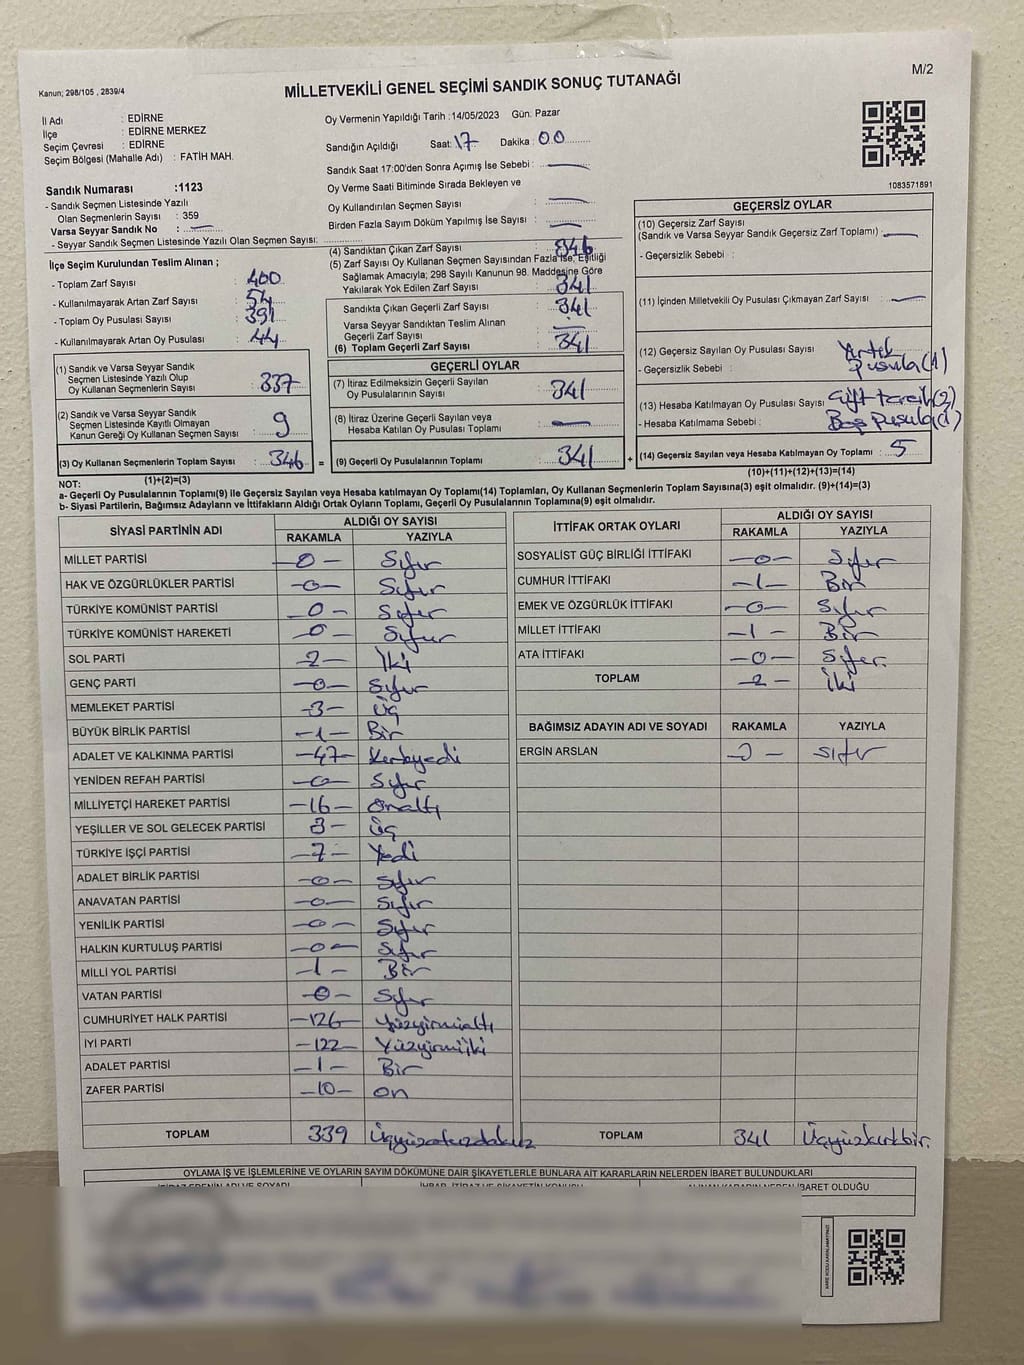 M/2
Kanun; 298/105 , 2839/4
MİLLETVEKİLİ GENEL SEÇİMİ SANDIK SONUÇ TUTANAĞI
İl Adı : EDİRNE
İlçe : EDİRNE MERKEZ
Seçim Çevresi : EDİRNE
Seçim Bölgesi (Mahalle Adı) : FATİH MAH.
Sandık Numarası :1123
- Sandık Seçmen Listesinde Yazılı
Olan Seçmenlerin Sayısı : 359
Varsa Seyyar Sandık No : —
- Seyyar Sandık Seçmen Listesinde Yazılı Olan Seçmen Sayısı:
Oy Vermenin Yapıldığı Tarih :14/05/2023 Gün: Pazar
Sandığın Açıldığı Saat: 17 Dakika : 00
Sandık Saat 17:00'den Sonra Açımış İse Sebebi : —
Oy Verme Saati Bitiminde Sırada Bekleyen ve
Oy Kullandırılan Seçmen Sayısı : —
Birden Fazla Sayım Döküm Yapılmış İse Sayısı : —
1083571691
İlçe Seçim Kurulundan Teslim Alınan ;
- Toplam Zarf Sayısı : 400
- Kullanılmayarak Artan Zarf Sayısı : 54
- Toplam Oy Pusulası Sayısı : 391
- Kullanılmayarak Artan Oy Pusulası : 44
(1) Sandık ve Varsa Seyyar Sandık
Seçmen Listesinde Yazılı Olup
Oy Kullanan Seçmenlerin Sayısı : 337
(2) Sandık ve Varsa Seyyar Sandık
Seçmen Listesinde Kayıtlı Olmayan
Kanun Gereği Oy Kullanan Seçmen Sayısı : 9
(3) Oy Kullanan Seçmenlerin Toplam Sayısı : 346
(1)+(2)=(3)
(4) Sandıktan Çıkan Zarf Sayısı : 346
(5) Zarf Sayısı Oy Kullanan Seçmen Sayısından Fazla İse, Eşitliği
Sağlamak Amacıyla; 298 Sayılı Kanunun 98. Maddesine Göre
Yakılarak Yok Edilen Zarf Sayısı : 341
Sandıkta Çıkan Geçerli Zarf Sayısı : 341
Varsa Seyyar Sandıktan Teslim Alınan
Geçerli Zarf Sayısı : —
(6) Toplam Geçerli Zarf Sayısı : 341
GEÇERLİ OYLAR
(7) İtiraz Edilmeksizin Geçerli Sayılan
Oy Pusulalarının Sayısı : 341
(8) İtiraz Üzerine Geçerli Sayılan veya
Hesaba Katılan Oy Pusulası Toplamı : —
= (9) Geçerli Oy Pusulalarının Toplamı : 341 +
GEÇERSİZ OYLAR
(10) Geçersiz Zarf Sayısı
(Sandık ve Varsa Seyyar Sandık Geçersiz Zarf Toplamı) : —
- Geçersizlik Sebebi :
(11) İçinden Milletvekili Oy Pusulası Çıkmayan Zarf Sayısı : —
(12) Geçersiz Sayılan Oy Pusulası Sayısı : Yırtık
- Geçersizlik Sebebi : pusula(1)
(13) Hesaba Katılmayan Oy Pusulası Sayısı : Çift tercih(3)
- Hesaba Katılmama Sebebi : Boş pusula(1)
(14) Geçersiz Sayılan veya Hesaba Katılmayan Oy Toplamı : 5
(10)+(11)+(12)+(13)=(14)
NOT:
a- Geçerli Oy Pusulalarının Toplamı(9) ile Geçersiz Sayılan veya Hesaba katılmayan Oy Toplamı(14) Toplamları, Oy Kullanan Seçmenlerin Toplam Sayısına(3) eşit olmalıdır. (9)+(14)=(3)
b- Siyasi Partilerin, Bağımsız Adayların ve İttifakların Aldığı Ortak Oyların Toplamı, Geçerli Oy Pusulalarının Toplamına(9) eşit olmalıdır.
SİYASİ PARTİNİN ADI ALDIĞI OY SAYISI
RAKAMLA YAZIYLA
MİLLET PARTİSİ —0— Sıfır
HAK VE ÖZGÜRLÜKLER PARTİSİ —0— Sıfır
TÜRKİYE KOMÜNİST PARTİSİ —0— Sıfır
TÜRKİYE KOMÜNİST HAREKETİ —0— Sıfır
SOL PARTİ —2— İki
GENÇ PARTİ —0— Sıfır
MEMLEKET PARTİSİ —3— Üç
BÜYÜK BİRLİK PARTİSİ —1— Bir
ADALET VE KALKINMA PARTİSİ —47— Kırkyedi
YENİDEN REFAH PARTİSİ —0— Sıfır
MİLLİYETÇİ HAREKET PARTİSİ —16— Onaltı
YEŞİLLER VE SOL GELECEK PARTİSİ 3— Üç
TÜRKİYE İŞÇİ PARTİSİ —7— Yedi
ADALET BİRLİK PARTİSİ —0— Sıfır
ANAVATAN PARTİSİ —0— Sıfır
YENİLİK PARTİSİ —0— Sıfır
HALKIN KURTULUŞ PARTİSİ —0— Sıfır
MİLLİ YOL PARTİSİ —1— Bir
VATAN PARTİSİ —0— Sıfır
CUMHURİYET HALK PARTİSİ —126— Yüzyirmialtı
İYİ PARTİ —122— Yüzyirmiiki
ADALET PARTİSİ —1— Bir
ZAFER PARTİSİ —10— on
TOPLAM 339 Üçyüzotuzdokuz
İTTİFAK ORTAK OYLARI ALDIĞI OY SAYISI
RAKAMLA YAZIYLA
SOSYALİST GÜÇ BİRLİĞİ İTTİFAKI —0— Sıfır
CUMHUR İTTİFAKI —1— Bir
EMEK VE ÖZGÜRLÜK İTTİFAKI —0— Sıfır
MİLLET İTTİFAKI —1— Bir
ATA İTTİFAKI —0— Sıfır.
TOPLAM —2— İki
BAĞIMSIZ ADAYIN ADI VE SOYADI RAKAMLA YAZIYLA
ERGİN ARSLAN —0— sıfır
TOPLAM 341 Üçyüzkırkbir.
OYLAMA İŞ VE İŞLEMLERİNE VE OYLARIN SAYIM DÖKÜMÜNE DAİR ŞİKAYETLERLE BUNLARA AİT KARARLARIN NELERDEN İBARET BULUNDUKLARI
İTİRAZ EDENİN ADI VE SOYADI İHBAR, İTİRAZ VE ŞİKAYETİN KONUSU ALINAN KARARIN NEDEN İBARET OLDUĞU